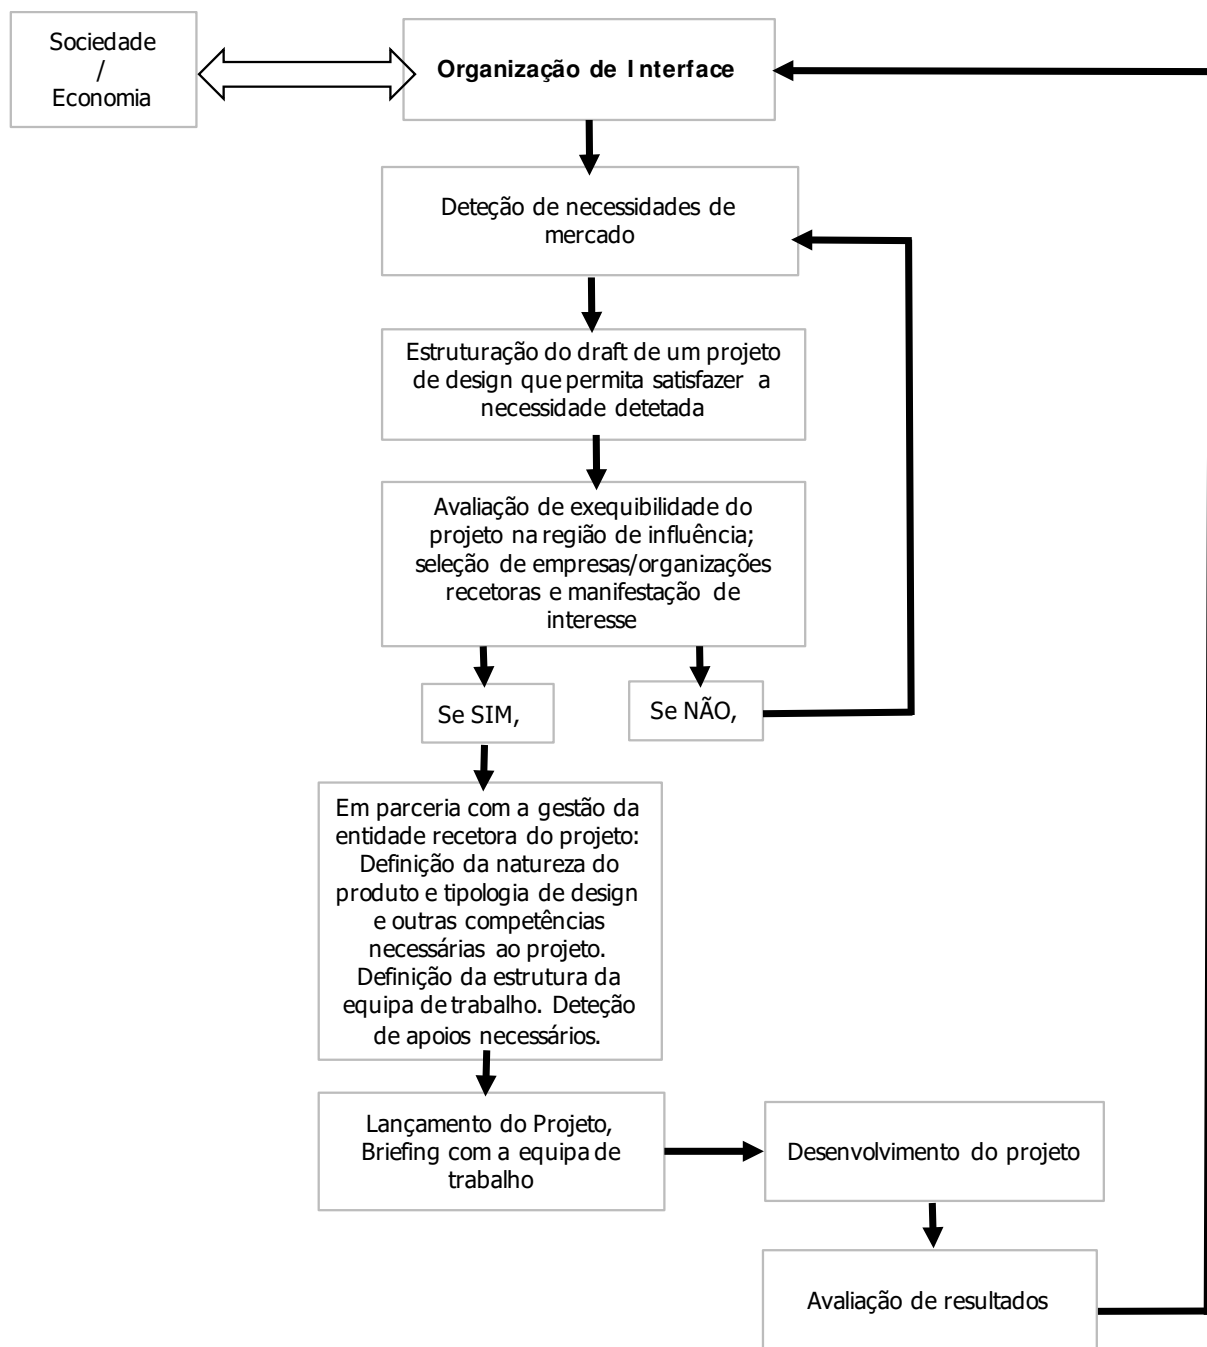 Sociedade
/
Economia
Organização de Interface
Deteção de necessidades de
mercado
Estruturação do draft de um projeto
de design que permita satisfazer a
necessidade detetada
Avaliação de exequibilidade do
projeto na região de influência;
seleção de empresas/organizações
recetoras e manifestação de
interesse
Se SIM,
Se NÃO,
Em parceria com a gestão da
entidade recetora do projeto:
Definição da natureza do
produto e tipologia de design
e outras competências
necessárias ao projeto.
Definição da estrutura da
equipa de trabalho. Deteção
de apoios necessários.
Lançamento do Projeto,
Briefing com a equipa de
trabalho
Desenvolvimento do projeto
Avaliação de resultados